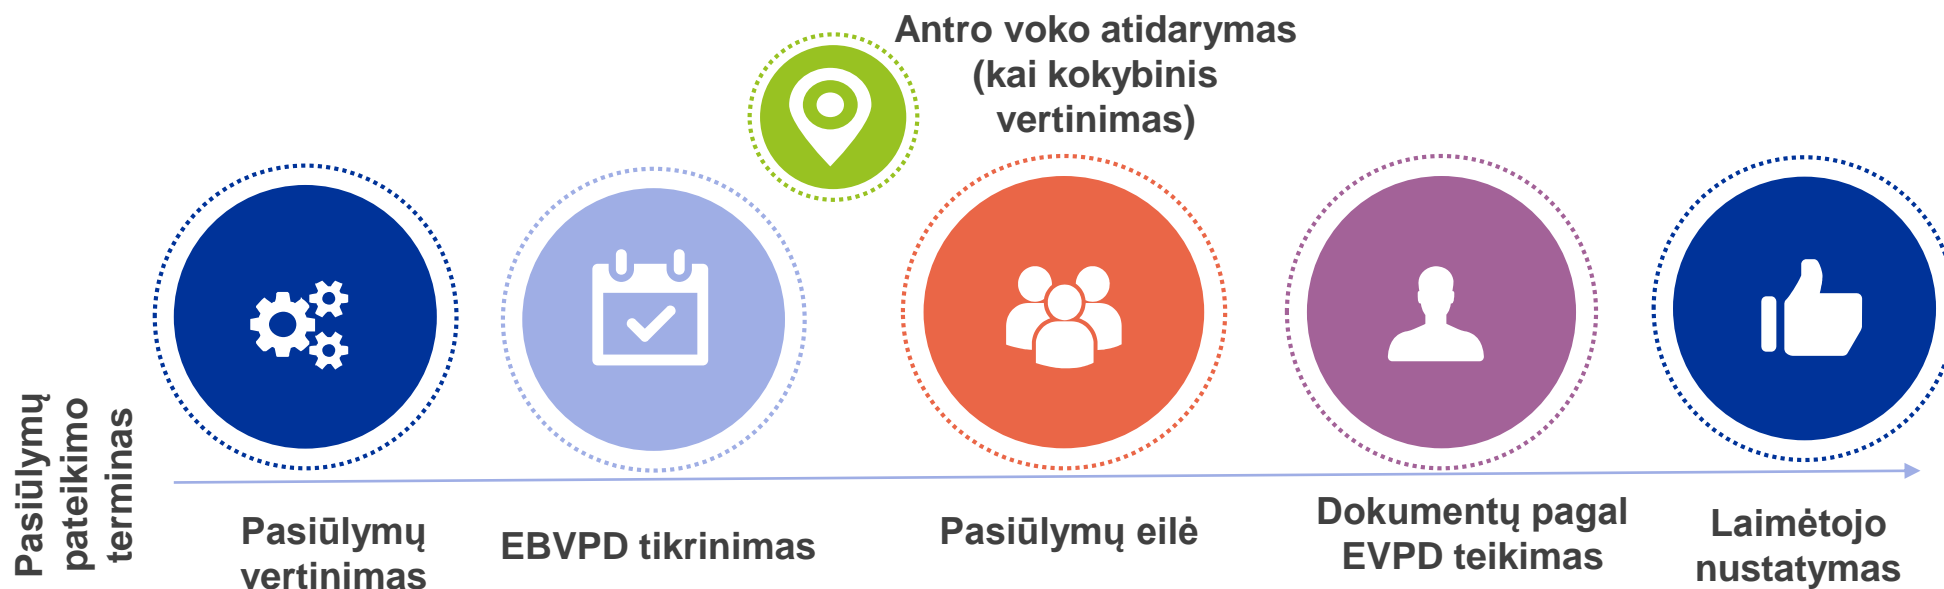 Antro voko atidarymas
(kai kokybinis
vertinimas)
Pasiūlymų
pateikimo
terminas
Pasiūlymų
vertinimas
EBVPD tikrinimas
Pasiūlymų eilė
Dokumentų pagal
EVPD teikimas
Laimėtojo
nustatymas